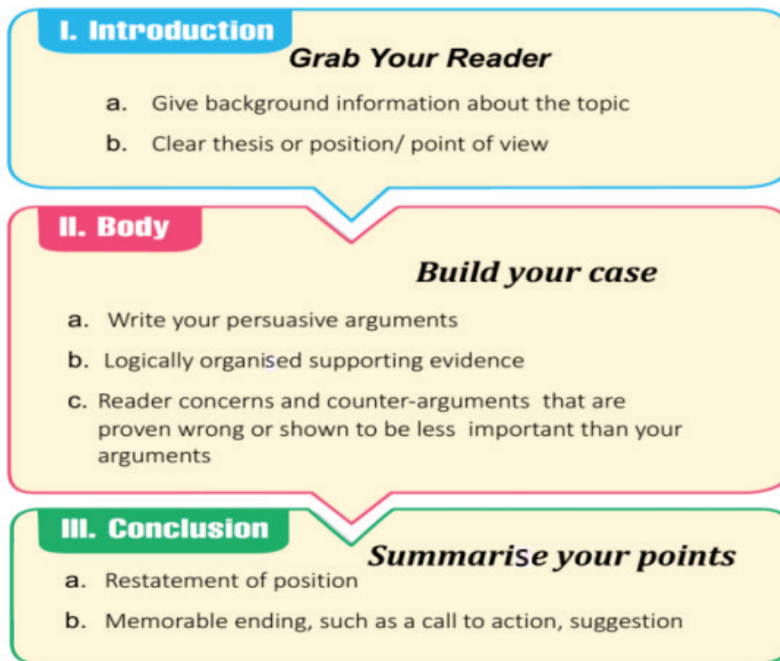 I. Introduction
Grab Your Reader
a. Give background information about the topic
b. Clear thesis or position/ point of view
II. Body
Build your case
a. Write your persuasive arguments
b. Logically organised supporting evidence
c. Reader concerns and counter-arguments that are
proven wrong or shown to be less important than your
arguments
III. Conclusion
Summarise your points
a. Restatement of position
b. Memorable ending, such as a call to action, suggestion